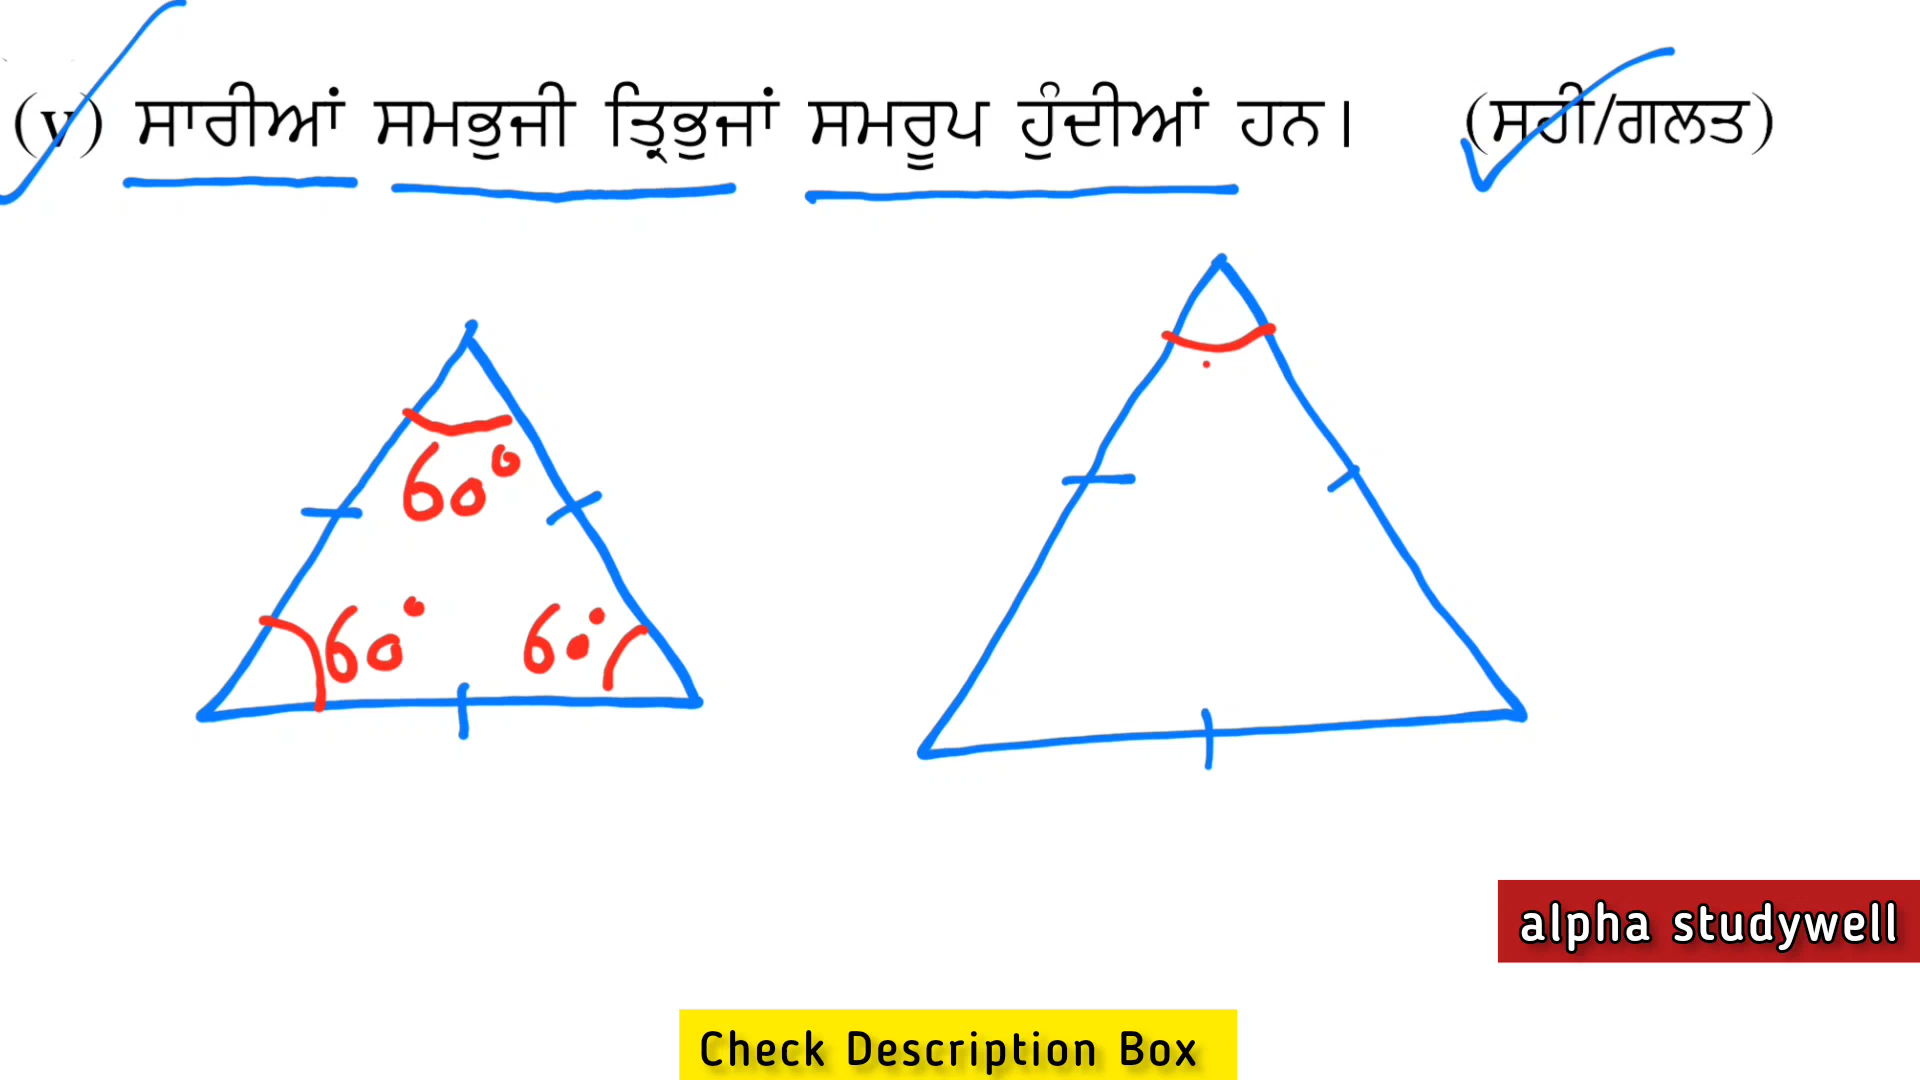 (v) ਸਾਰੀਆਂ ਸਮਭੁਜੀ ਤ੍ਰਿਭੁਜਾਂ ਸਮਰੂਪ ਹੁੰਦੀਆਂ ਹਨ। (ਸਹੀ/ਗਲਤ)
60°
60° 60°
alpha studywell
Check Description Box